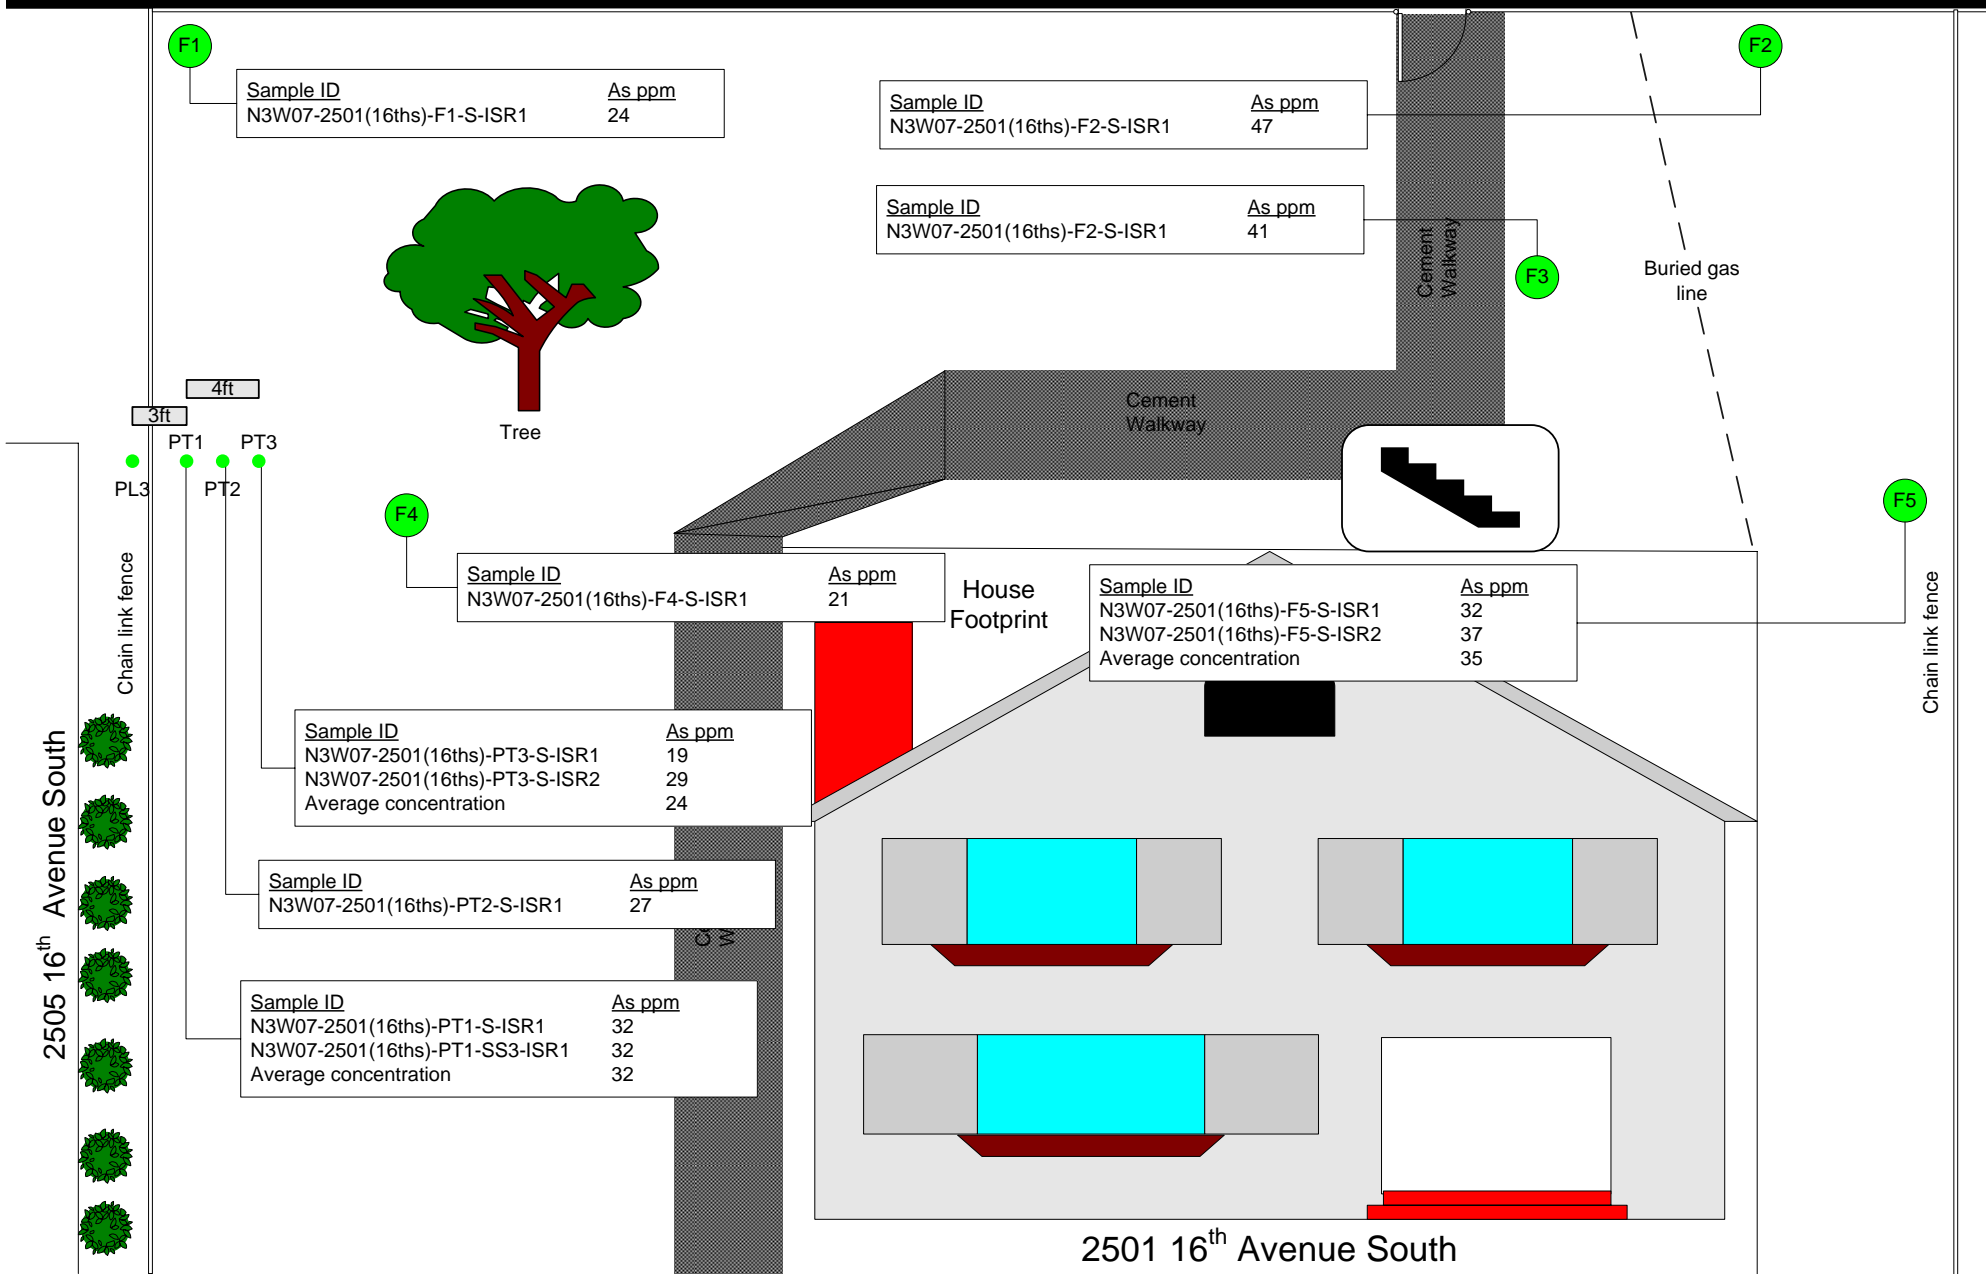 F1
F2
Sample ID As ppm
N3W07-2501(16ths)-F1-S-ISR1 24
Sample ID As ppm
N3W07-2501(16ths)-F2-S-ISR1 47
Sample ID As ppm
N3W07-2501(16ths)-F2-S-ISR1 41
Cement
Walkway
F3
Buried gas
line
4ft
3ft
Tree
Cement
Walkway
PT1
PT3
PL3
PT2
F4
F5
Chain link fence
Sample ID As ppm
N3W07-2501(16ths)-F4-S-ISR1 21
House
Footprint
Sample ID As ppm
N3W07-2501(16ths)-F5-S-ISR1 32
N3W07-2501(16ths)-F5-S-ISR2 37
Average concentration 35
Chain link fence
Sample ID As ppm
N3W07-2501(16ths)-PT3-S-ISR1 19
N3W07-2501(16ths)-PT3-S-ISR2 29
Average concentration 24
2505 16th Avenue South
Sample ID As ppm
N3W07-2501(16ths)-PT2-S-ISR1 27
Sample ID As ppm
N3W07-2501(16ths)-PT1-S-ISR1 32
N3W07-2501(16ths)-PT1-SS3-ISR1 32
Average concentration 32
2501 16th Avenue South